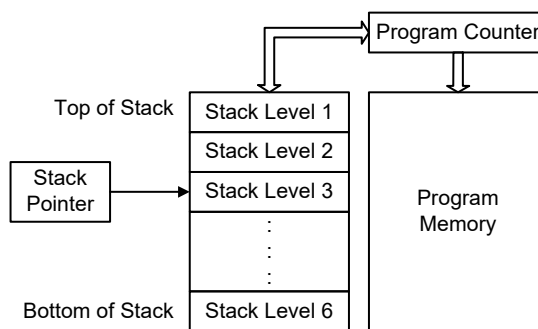 Program Counter
Top of Stack
Stack Level 1
Stack Level 2
Stack
Pointer
Stack Level 3
Program
Memory
:
:
:
Bottom of Stack
Stack Level 6